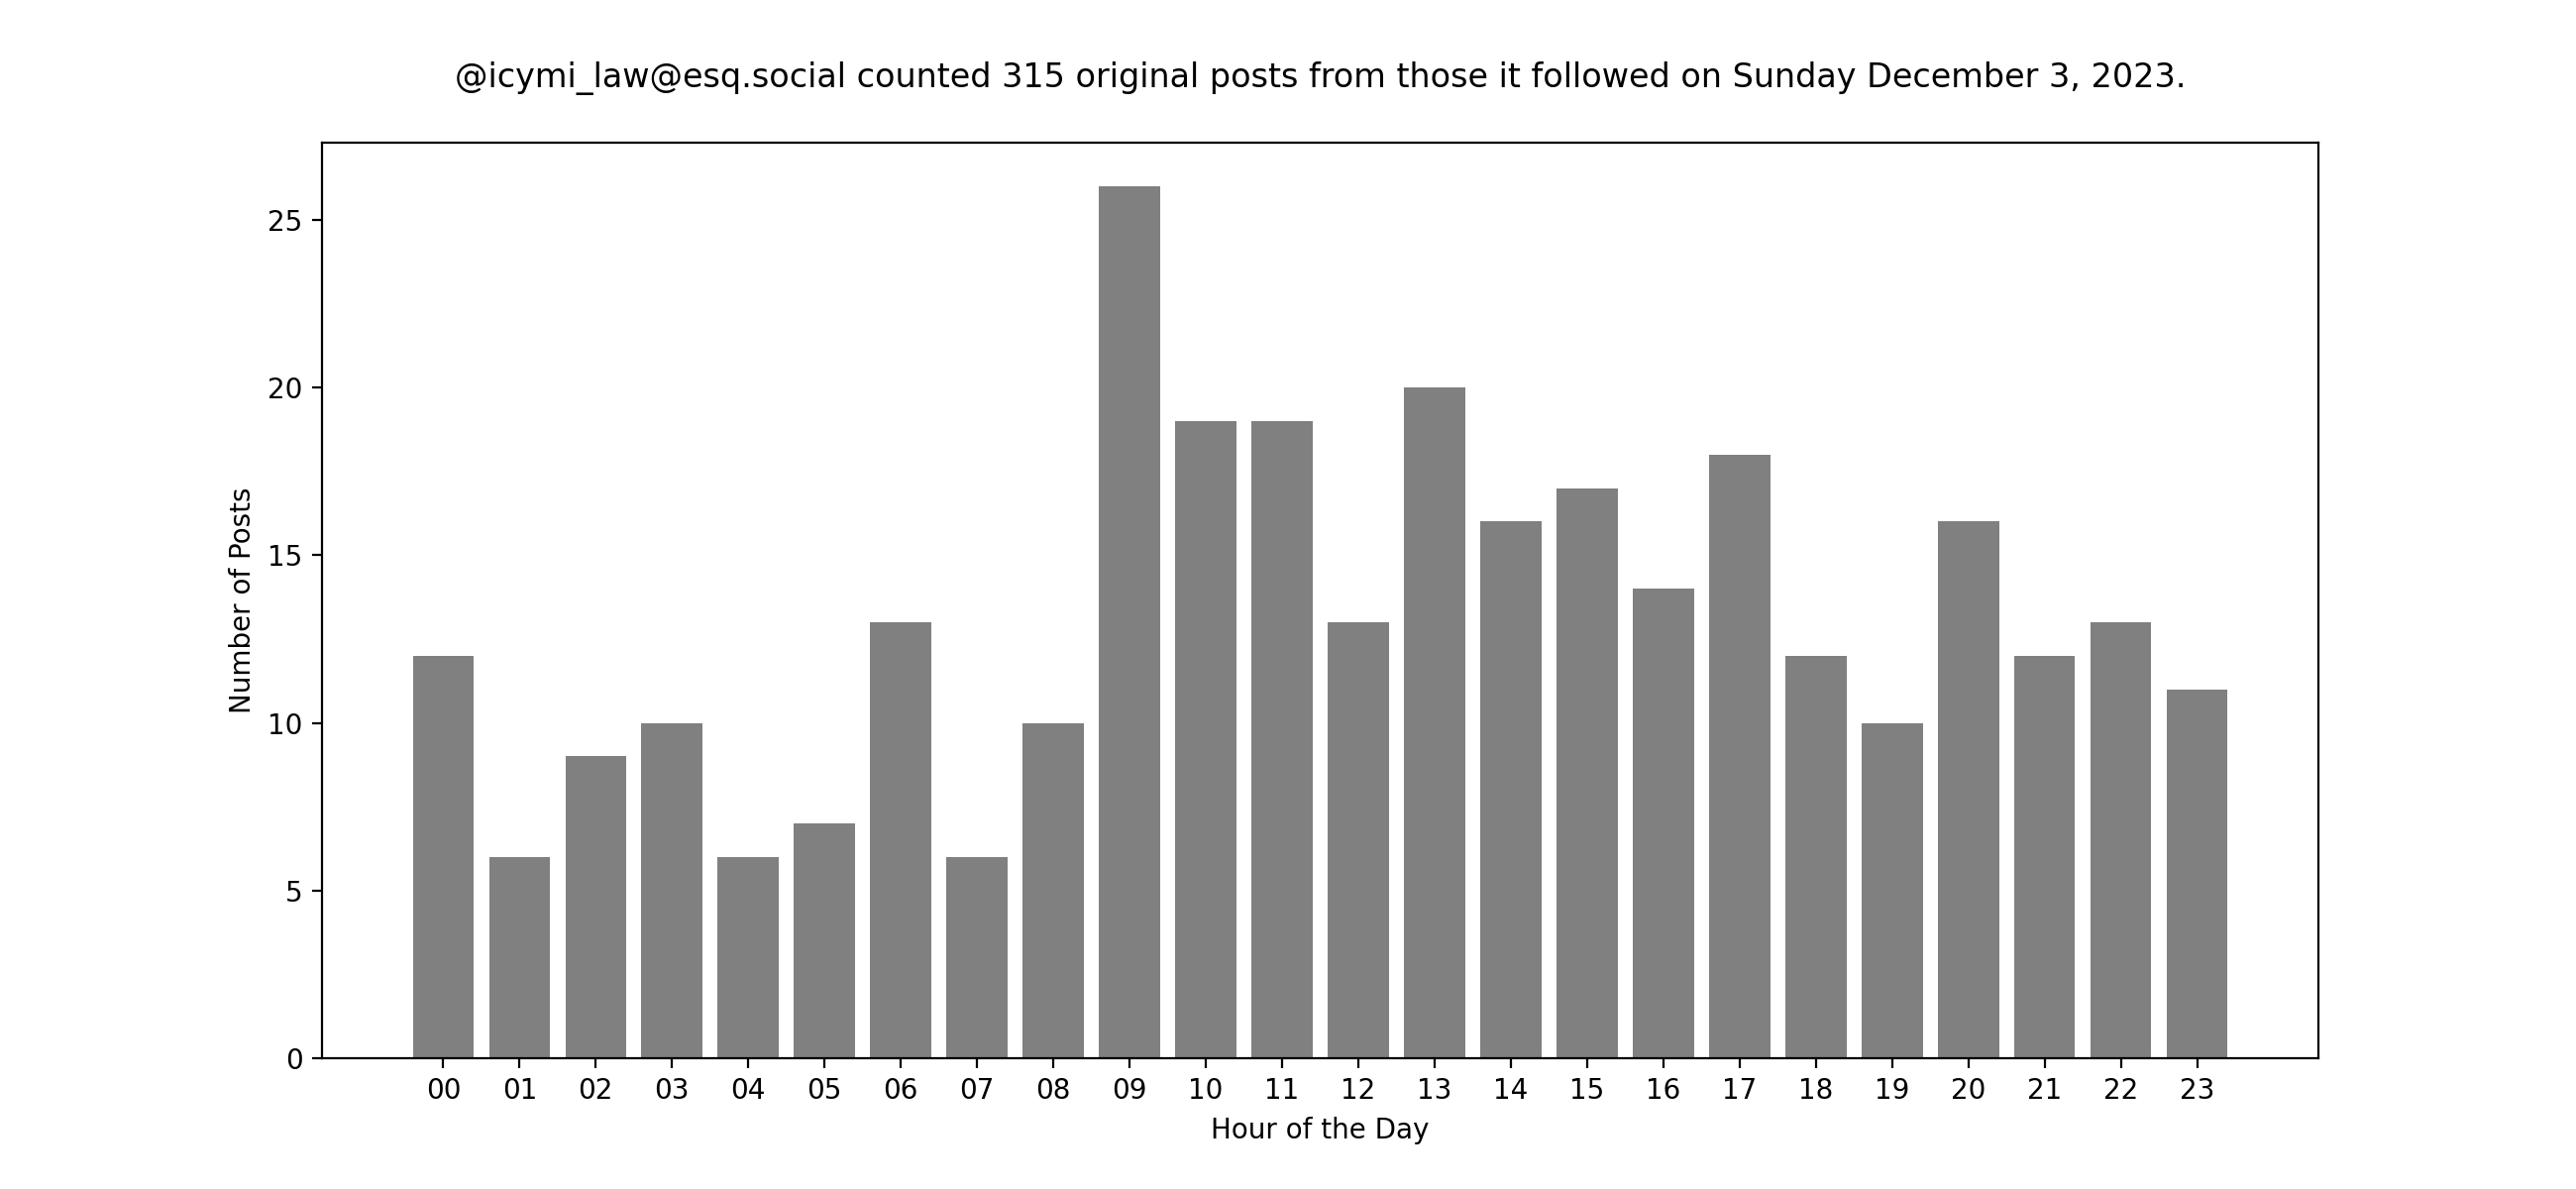 @icymi_law@esq.social counted 315 original posts from those it followed on Sunday December 3, 2023.
Number of Posts
25
20
15
10
5
0
00 01 02 03 04 05 06 07 08 09 10 11 12 13 14 15 16 17 18 19 20 21 22 23
Hour of the Day